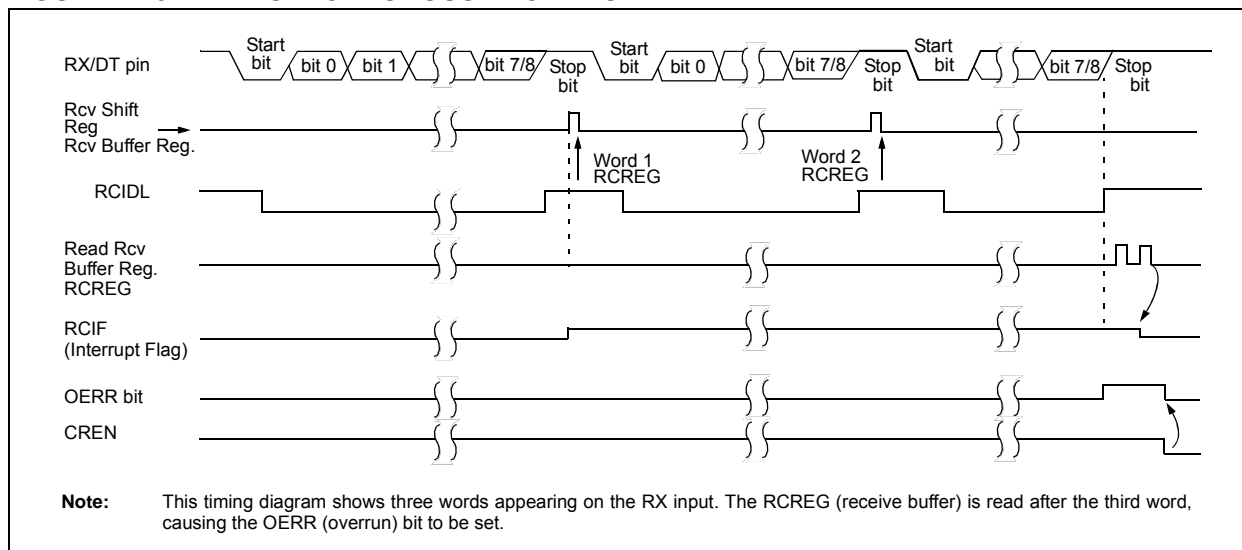 Start
bit
bit 0
bit 1
bit 7/8
Stop
bit
Start
bit
bit 0
bit 7/8
Stop
bit
Start
bit
bit 7/8
Stop
bit
RX/DT pin
Rcv Shift
Reg
Rcv Buffer Reg.
Word 1
RCREG
Word 2
RCREG
RCIDL
Read Rcv
Buffer Reg.
RCREG
RCIF
(Interrupt Flag)
OERR bit
CREN
Note: This timing diagram shows three words appearing on the RX input. The RCREG (receive buffer) is read after the third word,
causing the OERR (overrun) bit to be set.